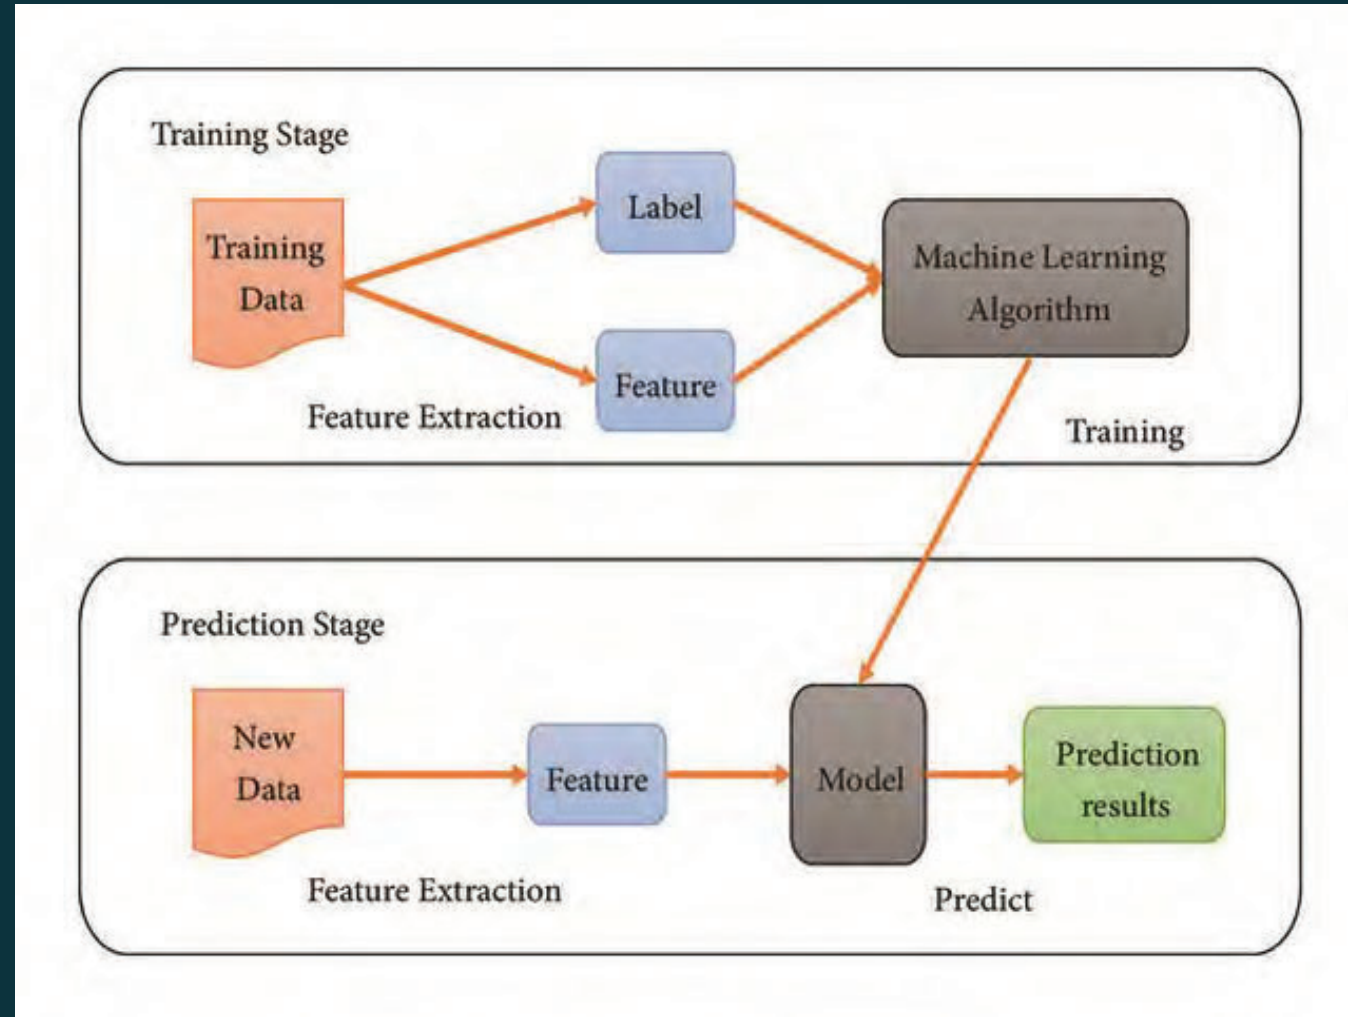 Training Stage
Training
Data
Label
Feature
Machine Learning
Algorithm
Feature Extraction
Training
Prediction Stage
New
Data
Feature
Model
Prediction
results
Feature Extraction
Predict